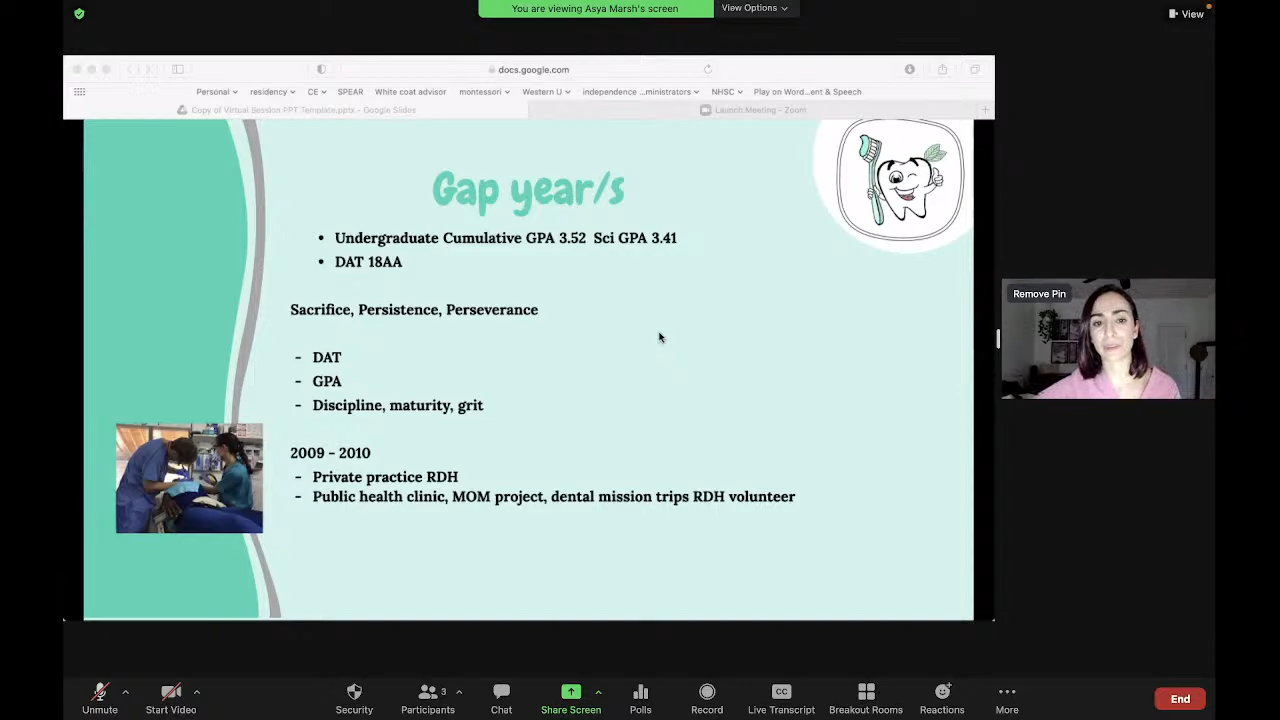 You are viewing Asya Marsh's screen
View Options
View
docs.google.com
Personal
residency
CE
SPEAR
White coat advisor
montessori
Western U
independence ...ministrators
NHSC
Play on Word...ent & Speech
Copy of Virtual Session PPT Template.pptx - Google Slides
Launch Meeting - Zoom
Gap year/s
• Undergraduate Cumulative GPA 3.52 Sci GPA 3.41
• DAT 18AA
Sacrifice, Persistence, Perseverance
- DAT
- GPA
- Discipline, maturity, grit
2009 - 2010
- Private practice RDH
- Public health clinic, MOM project, dental mission trips RDH volunteer
Remove Pin
Unmute
Start Video
Security
Participants
3
Chat
Share Screen
Polls
Record
CC
Live Transcript
Breakout Rooms
Reactions
More
End